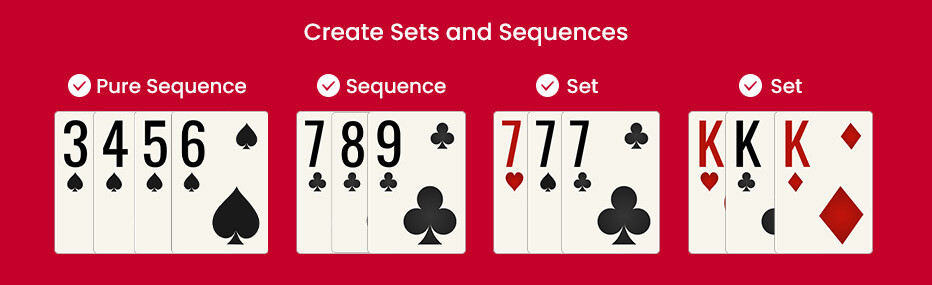 Create Sets and Sequences
Pure Sequence
Sequence
Set
Set
3 4 5 6
7 8 9
7 7 7
K K K